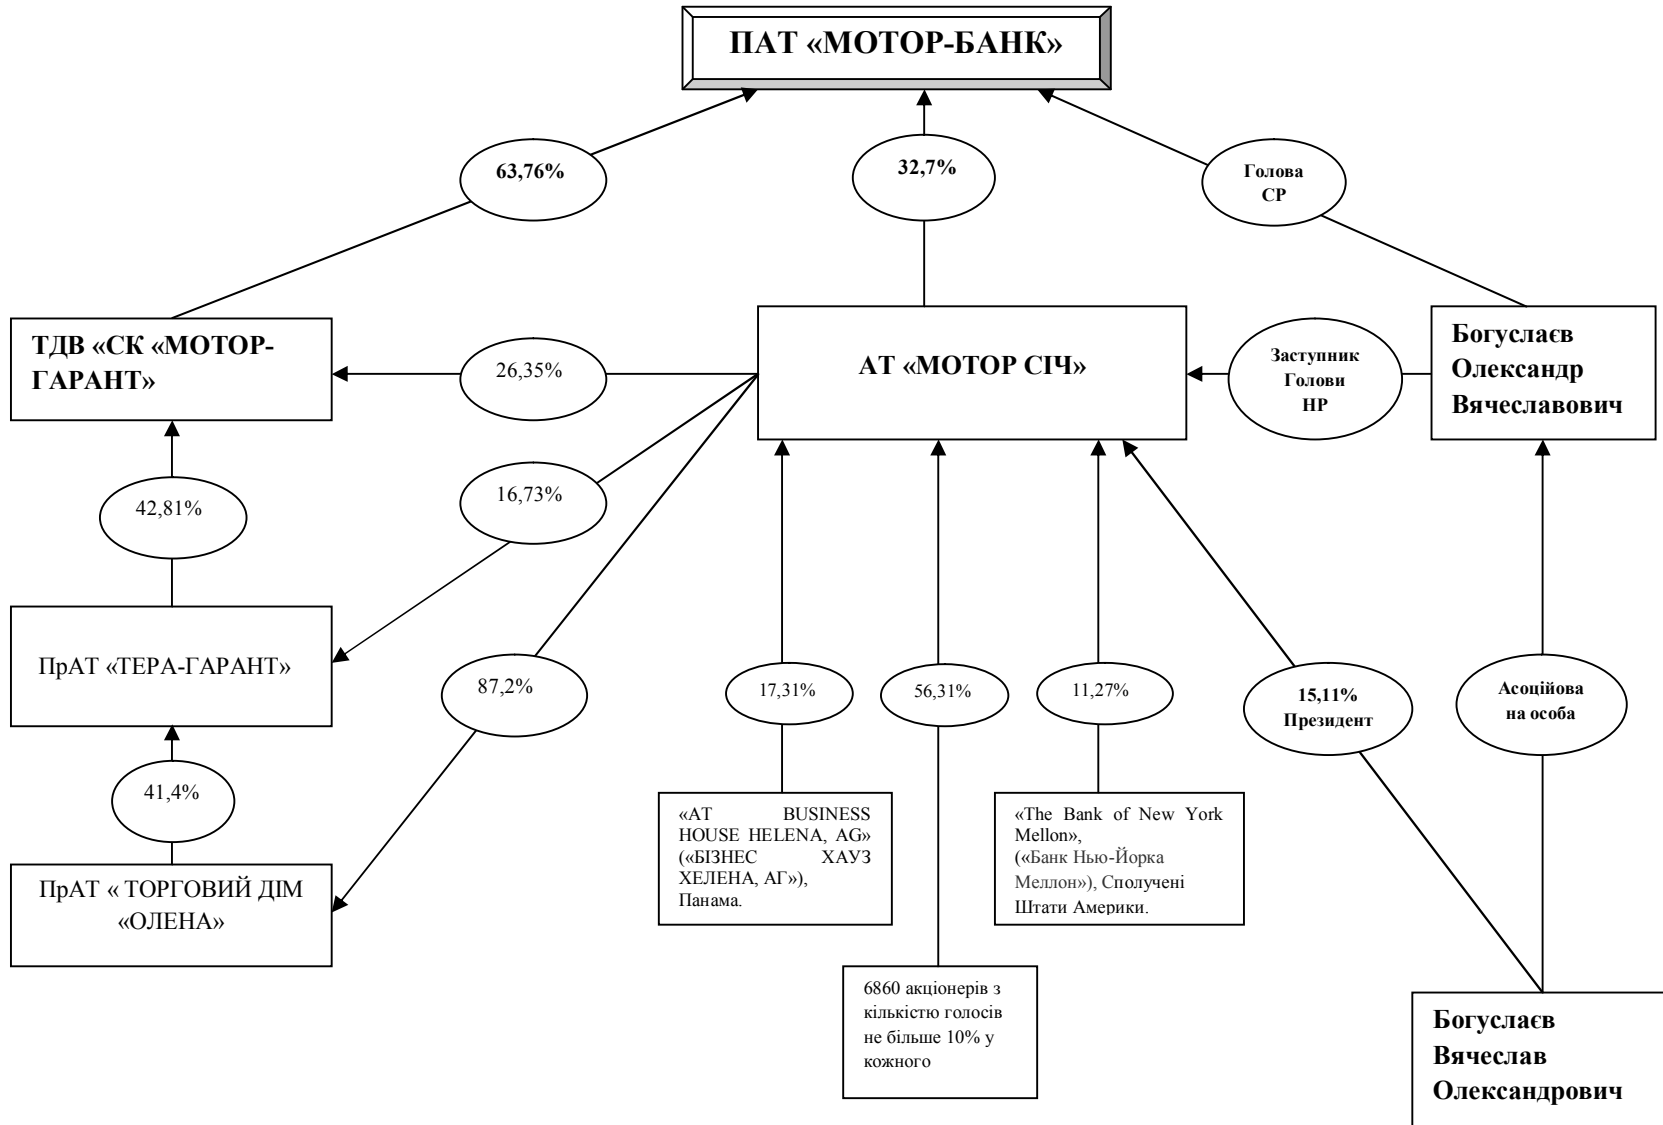 ПАТ «МОТОР-БАНК»
63,76%
32,7%
Голова
СР
ТДВ «СК «МОТОР-
ГАРАНТ»
26,35%
АТ «МОТОР СІЧ»
Заступник
Голови
НР
Богуслаєв
Олександр
Вячеславович
42,81%
16,73%
ПрАТ «ТЕРА-ГАРАНТ»
87,2%
17,31%
56,31%
11,27%
15,11%
Президент
Асоційова
на особа
41,4%
ПрАТ « ТОРГОВИЙ ДІМ
«ОЛЕНА»
«AT BUSINESS
HOUSE HELENA, AG»
(«БІЗНЕС ХАУЗ
ХЕЛЕНА, АГ»),
Панама.
«The Bank of New York
Mellon»,
(«Банк Нью-Йорка
Меллон»), Сполучені
Штати Америки.
6860 акціонерів з
кількістю голосів
не більше 10% у
кожного
Богуслаєв
Вячеслав
Олександрович